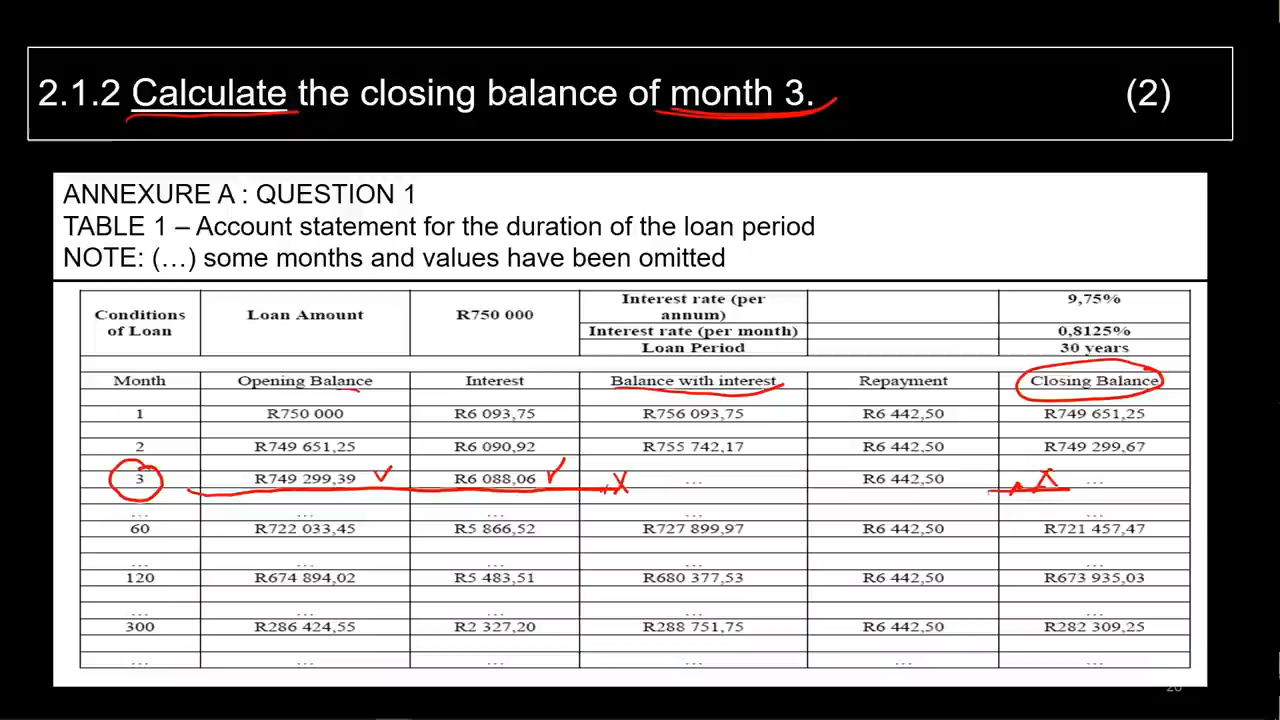 2.1.2 Calculate the closing balance of month 3. (2)
ANNEXURE A : QUESTION 1
TABLE 1 – Account statement for the duration of the loan period
NOTE: (…) some months and values have been omitted
Conditions of Loan Loan Amount R750 000 Interest rate (per annum) 9,75%
Interest rate (per month) 0,8125%
Loan Period 30 years
Month Opening Balance Interest Balance with interest Repayment Closing Balance
1 R750 000 R6 093,75 R756 093,75 R6 442,50 R749 651,25
2 R749 651,25 R6 090,92 R755 742,17 R6 442,50 R749 299,67
3 R749 299,39 R6 088,06 … R6 442,50 …
… … … … …
60 R722 033,45 R5 866,52 R727 899,97 R6 442,50 R721 457,47
… … … … …
120 R674 894,02 R5 483,51 R680 377,53 R6 442,50 R673 935,03
… … … … …
300 R286 424,55 R2 327,20 R288 751,75 R6 442,50 R282 309,25
… … … … … …